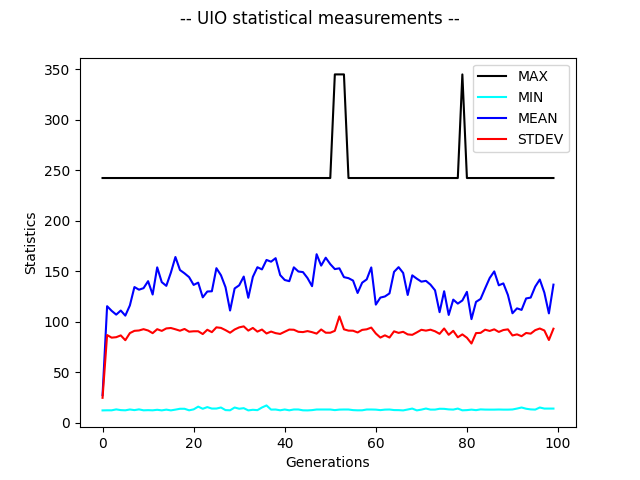 -- UIO statistical measurements --
350
300
250
200
150
100
50
0
Statistics
MAX
MIN
MEAN
STDEV
0 20 40 60 80 100
Generations